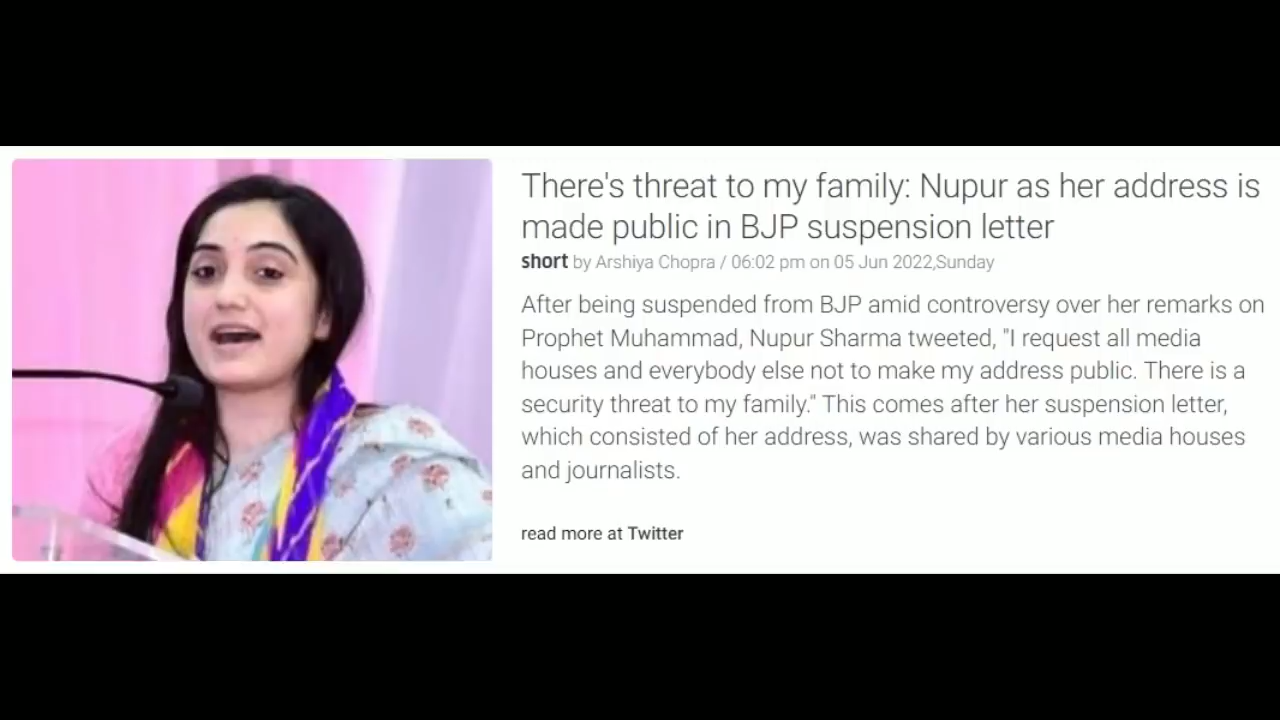 There's threat to my family: Nupur as her address is
made public in BJP suspension letter
short by Arshiya Chopra / 06:02 pm on 05 Jun 2022,Sunday
After being suspended from BJP amid controversy over her remarks on
Prophet Muhammad, Nupur Sharma tweeted, "I request all media
houses and everybody else not to make my address public. There is a
security threat to my family." This comes after her suspension letter,
which consisted of her address, was shared by various media houses
and journalists.
read more at Twitter